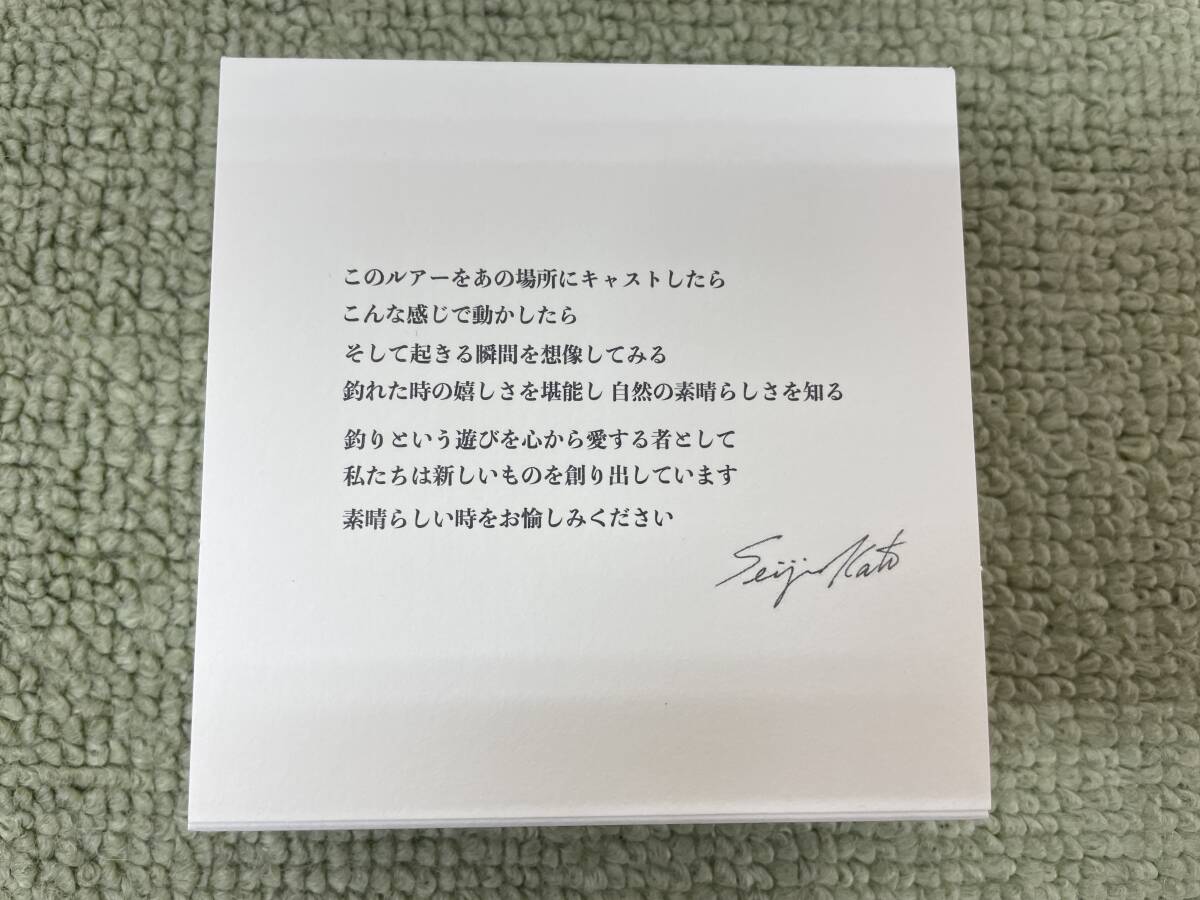 このルアーをあの場所にキャストしたら
こんな感じで動かしたら
そして起きる瞬間を想像してみる
釣れた時の嬉しさを堪能し 自然の素晴らしさを知る
釣りという遊びを心から愛する者として
私たちは新しいものを創り出しています
素晴らしい時をお愉しみください
Seiji Kato